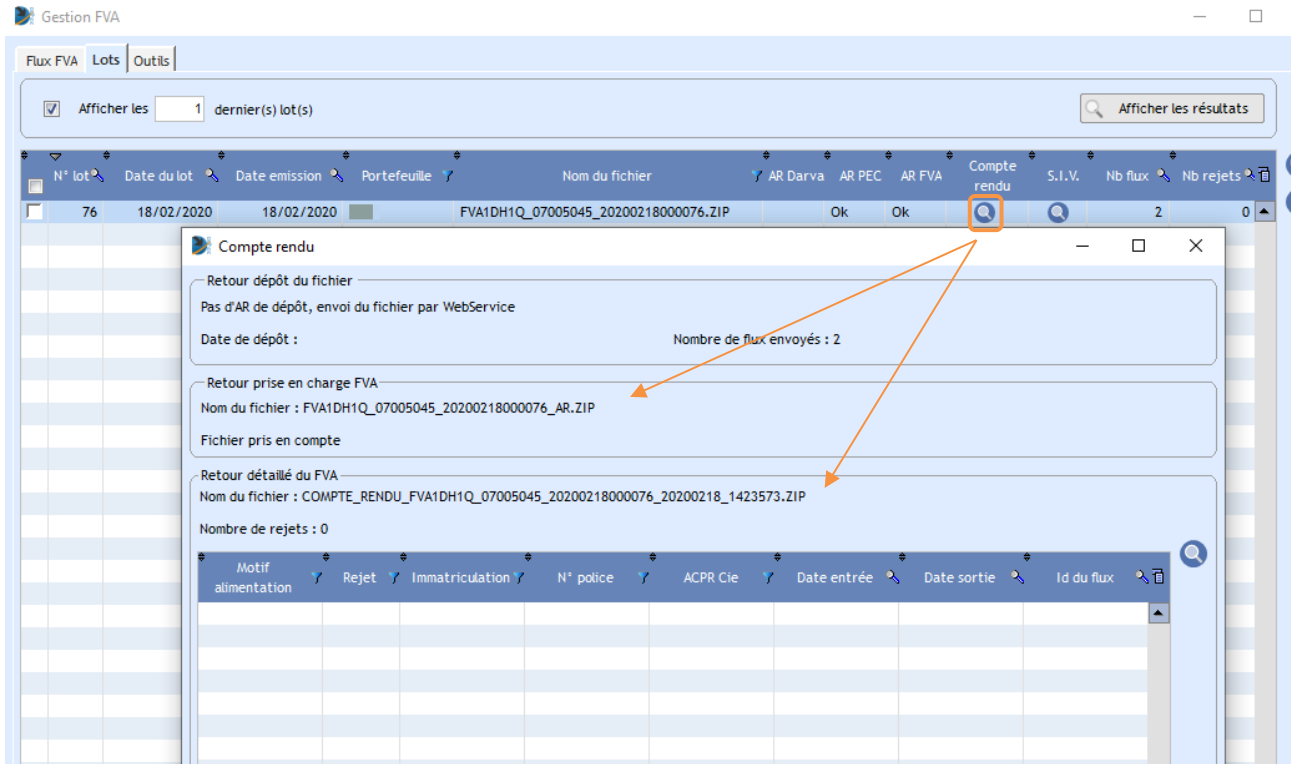 Gestion FVA
Flux FVA Lots Outils
Afficher les 1 dernier(s) lot(s) Afficher les résultats
N° lot Date du lot Date emission Portefeuille Nom du fichier AR Darva AR PEC AR FVA Compte rendu S.I.V. Nb flux Nb rejets
76 18/02/2020 18/02/2020 FVA1DH1Q_07005045_20200218000076.ZIP Ok Ok 2 0
Compte rendu
Retour dépôt du fichier
Pas d'AR de dépôt, envoi du fichier par WebService
Date de dépôt : Nombre de flux envoyés : 2
Retour prise en charge FVA
Nom du fichier : FVA1DH1Q_07005045_20200218000076_AR.ZIP
Fichier pris en compte
Retour détaillé du FVA
Nom du fichier : COMPTE_RENDU_FVA1DH1Q_07005045_20200218000076_20200218_1423573.ZIP
Nombre de rejets : 0
Motif alimentation Rejet Immatriculation N° police ACPR Cie Date entrée Date sortie Id du flux